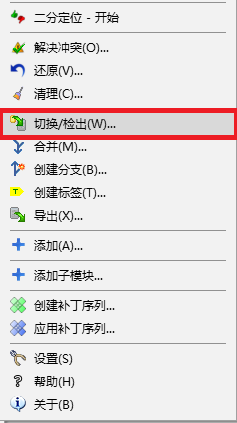 二分定位 - 开始
解决冲突(O)...
还原(V)...
清理(C)...
切换/检出(W)...
合并(M)...
创建分支(B)...
创建标签(T)...
导出(X)...
添加(A)...
添加子模块...
创建补丁序列...
应用补丁序列...
设置(S)
帮助(H)
关于(B)